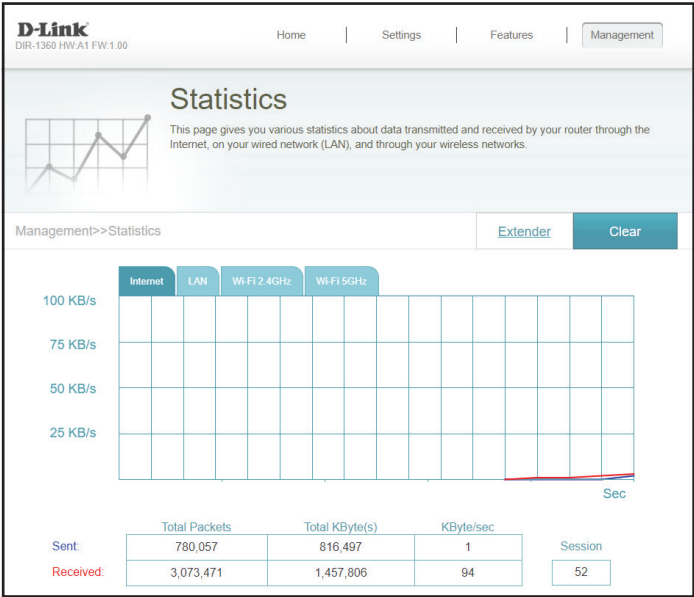 D-Link
DIR-1360 HW:A1 FW:1.00
Home | Settings | Features | Management
Statistics
This page gives you various statistics about data transmitted and received by your router through the
Internet, on your wired network (LAN), and through your wireless networks.
Management>>Statistics
Extender
Clear
Internet LAN Wi-Fi 2.4GHz Wi-Fi 5GHz
100 KB/s
75 KB/s
50 KB/s
25 KB/s
Sec
Total Packets Total KByte(s) KByte/sec
Sent: 780,057 816,497 1 Session
Received: 3,073,471 1,457,806 94 52